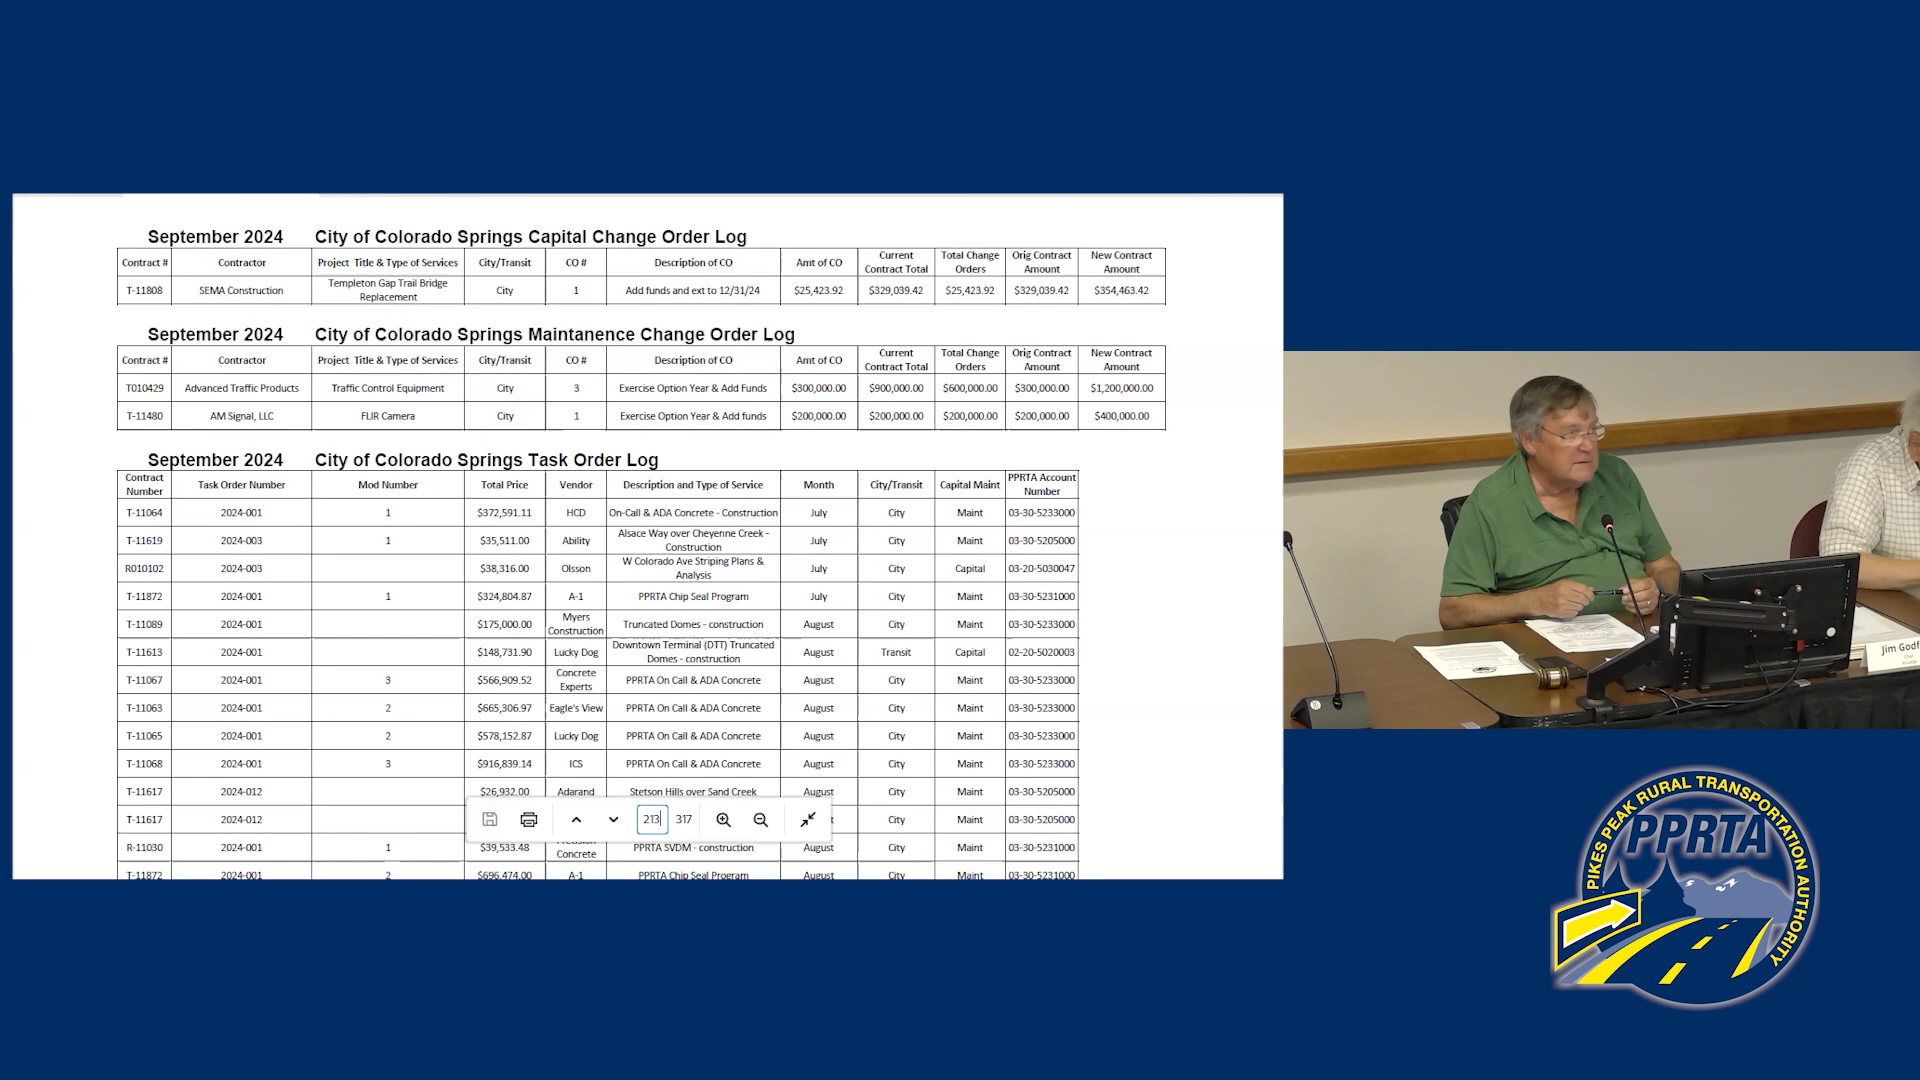 September 2024 City of Colorado Springs Capital Change Order Log
Contract # Contractor Project Title & Type of Services City/Transit CO # Description of CO Amt of CO Current Contract Total Total Change Orders Orig Contract Amount New Contract Amount
T-11808 SEMA Construction Templeton Gap Trail Bridge Replacement City 1 Add funds and ext to 12/31/24 $25,423.92 $329,039.42 $25,423.92 $329,039.42 $354,463.42
September 2024 City of Colorado Springs Maintanence Change Order Log
Contract # Contractor Project Title & Type of Services City/Transit CO # Description of CO Amt of CO Current Contract Total Total Change Orders Orig Contract Amount New Contract Amount
T010429 Advanced Traffic Products Traffic Control Equipment City 3 Exercise Option Year & Add Funds $300,000.00 $900,000.00 $600,000.00 $300,000.00 $1,200,000.00
T-11480 AM Signal, LLC FLIR Camera City 1 Exercise Option Year & Add funds $200,000.00 $200,000.00 $200,000.00 $200,000.00 $400,000.00
September 2024 City of Colorado Springs Task Order Log
Contract Number Task Order Number Mod Number Total Price Vendor Description and Type of Service Month City/Transit Capital Maint PPRTA Account Number
T-11064 2024-001 1 $372,591.11 HCD On-Call & ADA Concrete - Construction July City Maint 03-30-5233000
T-11619 2024-003 1 $35,511.00 Ability Alsace Way over Cheyenne Creek - Construction July City Maint 03-30-5205000
R010102 2024-003 $38,316.00 Olsson W Colorado Ave Striping Plans & Analysis July City Capital 03-20-5030047
T-11872 2024-001 1 $324,804.87 A-1 PPRTA Chip Seal Program July City Maint 03-30-5231000
T-11089 2024-001 $175,000.00 Myers Construction Truncated Domes - construction August City Maint 03-30-5233000
T-11613 2024-001 $148,731.90 Lucky Dog Downtown Terminal (DTT) Truncated Domes - construction August Transit Capital 02-20-5020003
T-11067 2024-001 3 $566,909.52 Concrete Experts PPRTA On Call & ADA Concrete August City Maint 03-30-5233000
T-11063 2024-001 2 $665,306.97 Eagle's View PPRTA On Call & ADA Concrete August City Maint 03-30-5233000
T-11065 2024-001 2 $578,152.87 Lucky Dog PPRTA On Call & ADA Concrete August City Maint 03-30-5233000
T-11068 2024-001 3 $916,839.14 ICS PPRTA On Call & ADA Concrete August City Maint 03-30-5233000
T-11617 2024-012 $26,932.00 Adarand Stetson Hills over Sand Creek August City Maint 03-30-5205000
T-11617 2024-012 City Maint 03-30-5205000
213 317
R-11030 2024-001 1 $39,533.48 Concrete PPRTA SVDM - construction August City Maint 03-30-5231000
T-11872 2024-001 2 $696,474.00 A-1 PPRTA Chip Seal Program August City Maint 03-30-5231000
Jim Godf
PIKES PEAK RURAL TRANSPORTATION AUTHORITY
PPRTA